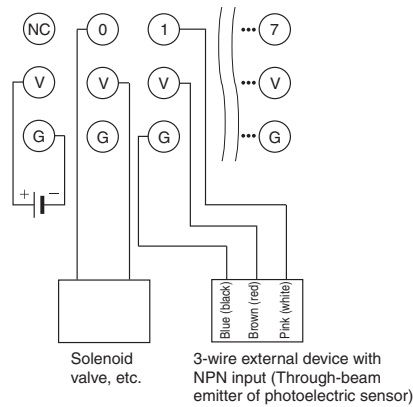 NC 0 1 ••• 7
V V V ••• V
G G G ••• G
+ −
Blue (black)
Brown (red)
Pink (white)
Solenoid
valve, etc.
3-wire external device with
NPN input (Through-beam
emitter of photoelectric sensor)